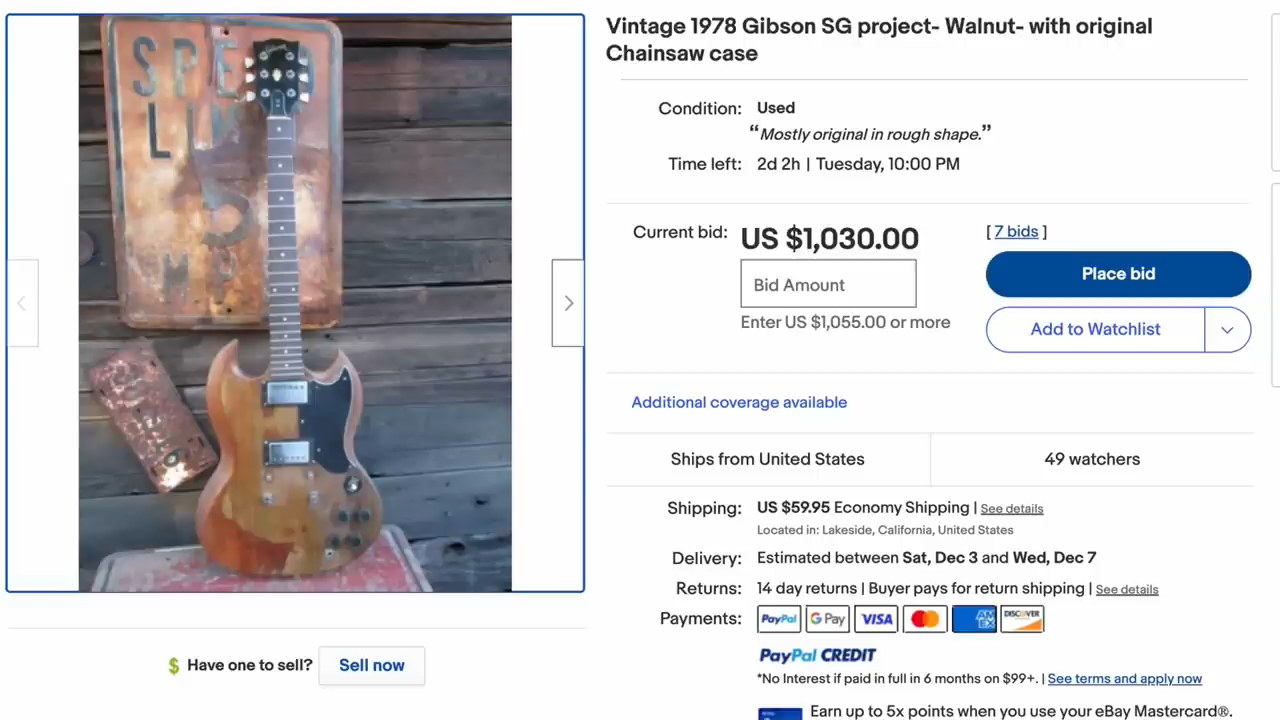 Vintage 1978 Gibson SG project- Walnut- with original
Chainsaw case
Condition: Used
“Mostly original in rough shape.”
Time left: 2d 2h | Tuesday, 10:00 PM
Current bid: US $1,030.00 [ 7 bids ]
Bid Amount
Enter US $1,055.00 or more
Place bid
Add to Watchlist
Additional coverage available
Ships from United States
49 watchers
Shipping: US $59.95 Economy Shipping | See details
Located in: Lakeside, California, United States
Delivery: Estimated between Sat, Dec 3 and Wed, Dec 7
Returns: 14 day returns | Buyer pays for return shipping | See details
Payments: PayPal G Pay VISA AMEX DISCOVER
PayPal CREDIT
*No Interest if paid in full in 6 months on $99+. | See terms and apply now
Earn up to 5x points when you use your eBay Mastercard®.
SPE
LIM
5
MP
Gibson
Have one to sell? Sell now